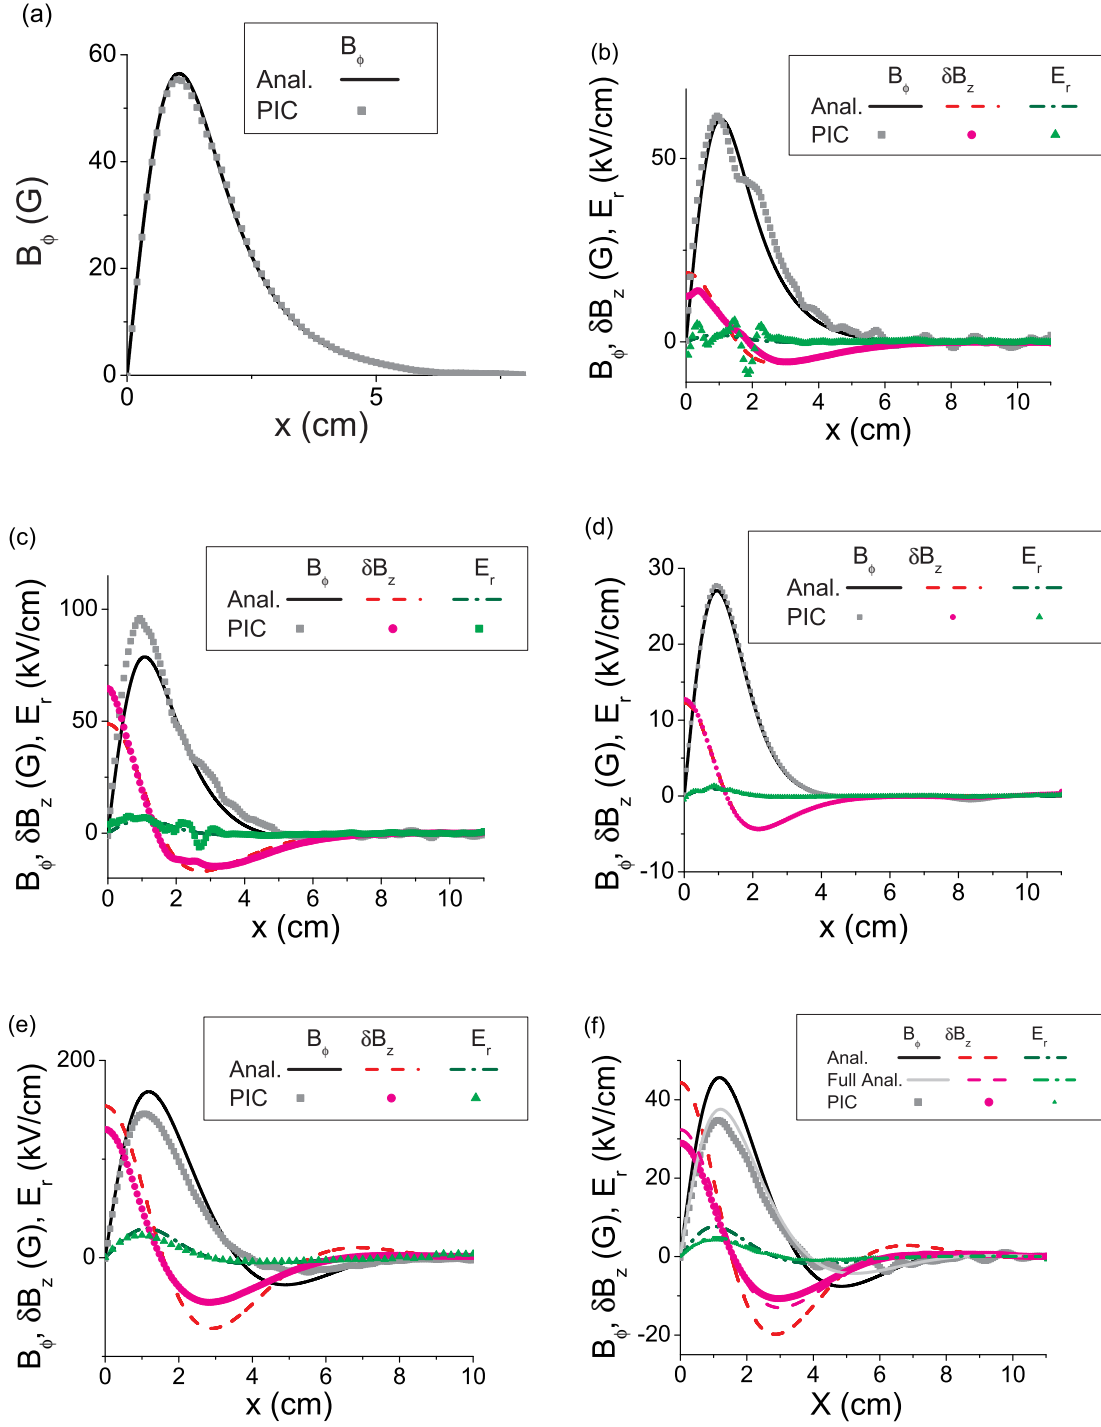 (a)
B_ϕ
Anal.
PIC
B_ϕ (G)
60
40
20
0
0
5
x (cm)
(b)
B_ϕ δB_z E_r
Anal.
PIC
B_ϕ, δB_z (G), E_r (kV/cm)
50
0
0 2 4 6 8 10
x (cm)
(c)
B_ϕ δB_z E_r
Anal.
PIC
B_ϕ, δB_z (G), E_r (kV/cm)
100
50
0
0 2 4 6 8 10
x (cm)
(d)
B_ϕ δB_z E_r
Anal.
PIC
B_ϕ, δB_z (G), E_r (kV/cm)
30
20
10
0
-10
0 2 4 6 8 10
x (cm)
(e)
B_ϕ δB_z E_r
Anal.
PIC
B_ϕ, δB_z (G), E_r (kV/cm)
200
0
0 2 4 6 8 10
x (cm)
(f)
B_ϕ δB_z E_r
Anal.
Full Anal.
PIC
B_ϕ, δB_z (G), E_r (kV/cm)
40
20
0
-20
0 2 4 6 8 10
X (cm)